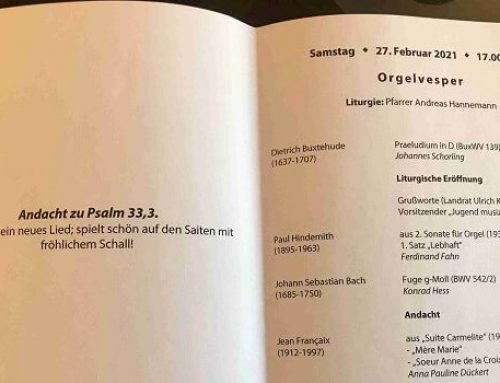 Andacht zu Psalm 33,3.
ein neues Lied; spielt schön auf den Saiten mit
fröhlichem Schall!
Samstag • 27. Februar 2021 • 17.00
Orgelvesper
Liturgie: Pfarrer Andreas Hannemann
Dietrich Buxtehude
(1637-1707)
Praeludium in D (BuxWV 139)
Johannes Schorling
Liturgische Eröffnung
Grußworte (Landrat Ulrich K
Vorsitzender „Jugend musiz
Paul Hindemith
(1895-1963)
aus 2. Sonate für Orgel (193
1. Satz „Lebhaft“
Ferdinand Fahn
Johann Sebastian Bach
(1685-1750)
Fuge g-Moll (BWV 542/2)
Konrad Hess
Andacht
Jean Françaix
(1912-1997)
aus „Suite Carmelite“ (19
- „Mère Marie“
- „Soeur Anne de la Croix
Anna Pauline Dückert